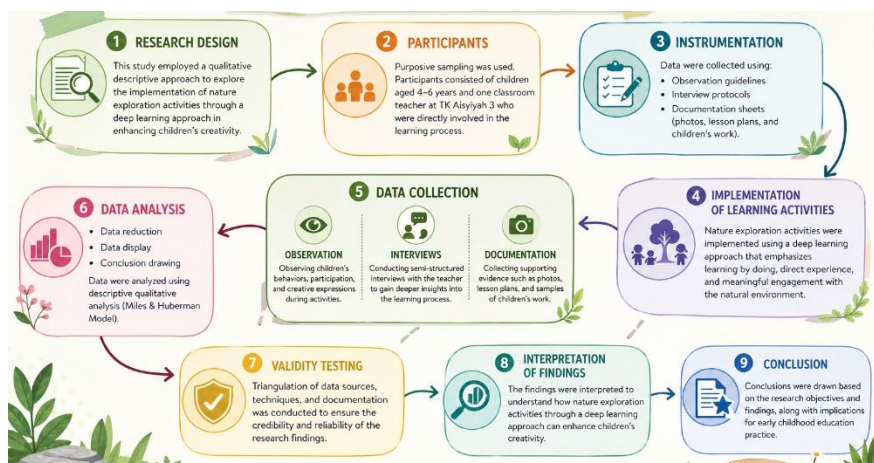 1 RESEARCH DESIGN
This study employed a qualitative
descriptive approach to explore
the implementation of nature
exploration activities through a
deep learning approach in
enhancing children's creativity.
2 PARTICIPANTS
Purposive sampling was used.
Participants consisted of children
aged 4–6 years and one classroom
teacher at TK Aisyiyah 3 who
were directly involved in the
learning process.
3 INSTRUMENTATION
Data were collected using:
• Observation guidelines
• Interview protocols
• Documentation sheets
(photos, lesson plans, and
children's work).
4 IMPLEMENTATION
OF LEARNING ACTIVITIES
Nature exploration activities were
implemented using a deep learning
approach that emphasizes
learning by doing, direct experience,
and meaningful engagement with
the natural environment.
5 DATA COLLECTION
OBSERVATION
Observing children's
behaviors, participation,
and creative expressions
during activities.
INTERVIEWS
Conducting semi-structured
interviews with the teacher
to gain deeper insights into
the learning process.
DOCUMENTATION
Collecting supporting
evidence such as photos,
lesson plans, and samples
of children's work.
6 DATA ANALYSIS
• Data reduction
• Data display
• Conclusion drawing
Data were analyzed using
descriptive qualitative
analysis (Miles & Huberman
Model).
7 VALIDITY TESTING
Triangulation of data sources,
techniques, and documentation
was conducted to ensure the
credibility and reliability of the
research findings.
8 INTERPRETATION
OF FINDINGS
The findings were interpreted to
understand how nature exploration
activities through a deep learning
approach can enhance children's
creativity.
9 CONCLUSION
Conclusions were drawn based
on the research objectives and
findings, along with implications
for early childhood education
practice.